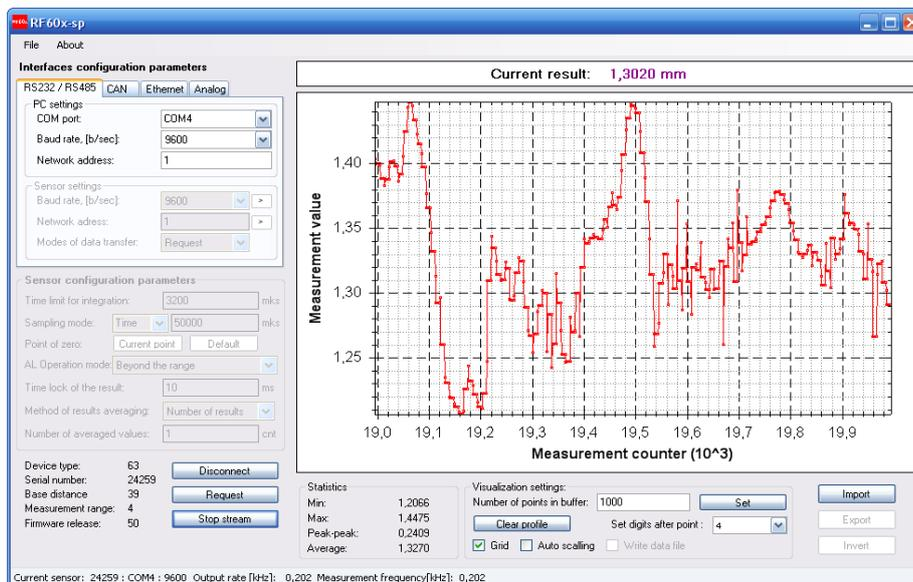 RF60x-sp
File About
Interfaces configuration parameters
RS232 / RS485 CAN Ethernet Analog
PC settings
COM port: COM4
Baud rate, [b/sec]: 9600
Network address: 1
Sensor settings
Baud rate, [b/sec]: 9600 >
Network adress: 1 >
Modes of data transfer: Request
Sensor configuration parameters
Time limit for integration: 3200 mks
Sampling mode: Time 50000 mks
Point of zero: Current point Default
AL Operation mode: Beyond the range
Time lock of the result: 10 ms
Method of results averaging: Number of results
Number of averaged values: 1 cnt
Device type: 63
Serial number: 24259
Base distance 39
Measurement range: 4
Firmware release: 50
Disconnect
Request
Stop stream
Current result: 1,3020 mm
Measurement value
1,40
1,35
1,30
1,25
19,0 19,1 19,2 19,3 19,4 19,5 19,6 19,7 19,8 19,9
Measurement counter (10^3)
Statistics
Min: 1,2066
Max: 1,4475
Peak-peak: 0,2409
Average: 1,3270
Visualization settings:
Number of points in buffer: 1000 Set
Clear profile Set digits after point: 4
Grid Auto scalling Write data file
Import
Export
Invert
Current sensor: 24259 : COM4 : 9600 Output rate [kHz]: 0,202 Measurement frequency[kHz]: 0,202